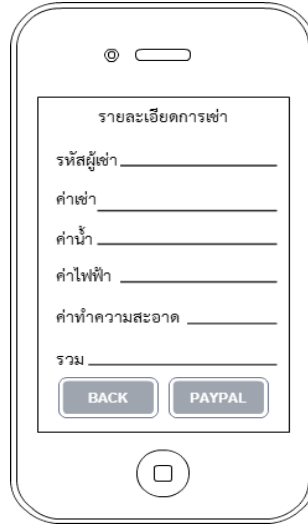 รายละเอียดการเช่า
รหัสผู้เช่า
ค่าเช่า
ค่าน้ำ
ค่าไฟฟ้า
ค่าทำความสะอาด
รวม
BACK PAYPAL